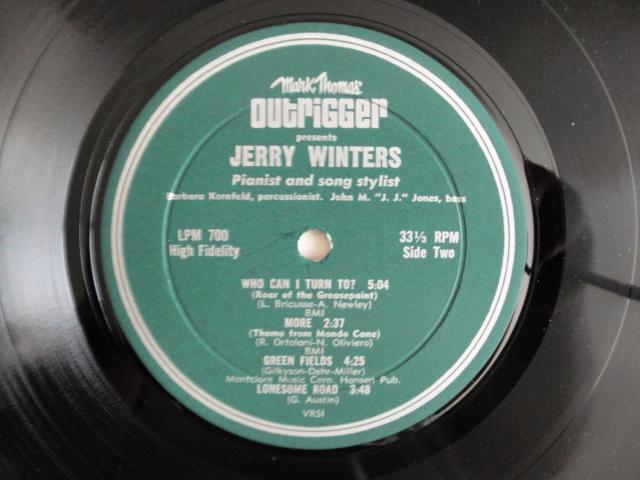 Mark Thomas'
OUTRIGGER
presents
JERRY WINTERS
Pianist and song stylist
Barbara Kornfeld, percussionist. John M. "J. J." Jones, bass
LPM 700 33⅓ RPM
High Fidelity Side Two
WHO CAN I TURN TO? 5:04
(Roar of the Greasepaint)
(L. Bricusse-A. Newley)
BMI
MORE 2:37
(Theme from Mondo Cane)
(R. Ortolani-N. Oliviero)
BMI
GREEN FIELDS 4:25
(Gilkyson-Dehr-Miller)
Montclare Music Corp. Hansen Pub.
LONESOME ROAD 3:48
(G. Austin)
VRSI